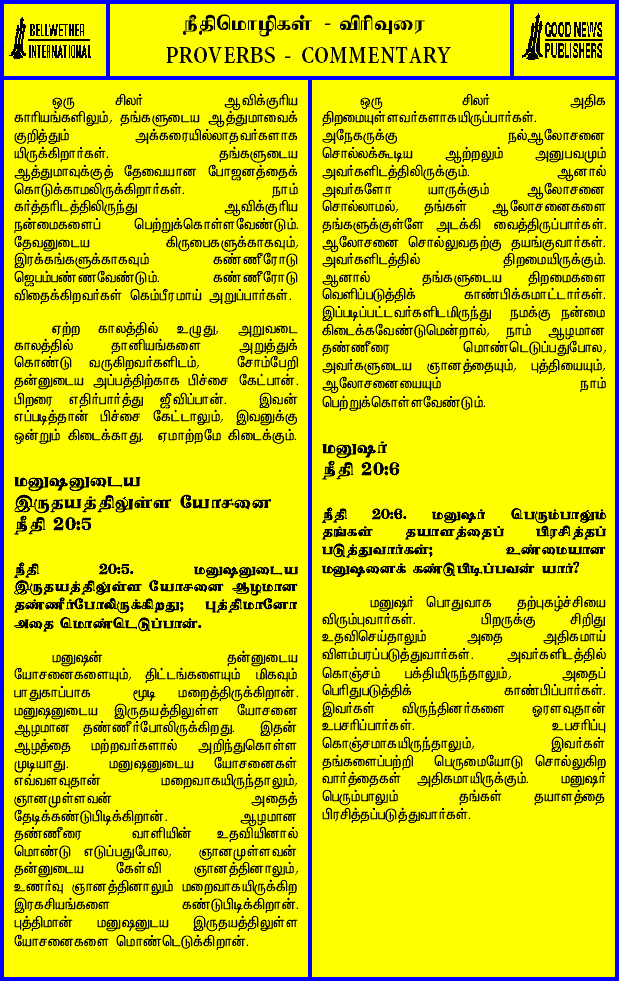 BELLWETHER
INTERNATIONAL
நீதிமொழிகள் - விரிவுரை
PROVERBS - COMMENTARY
GOOD NEWS
PUBLISHERS
ஒரு சிலர் ஆவிக்குரிய
காரியங்களிலும், தங்களுடைய ஆத்துமாவைக்
குறித்தும் அக்கரையில்லாதவர்களாக
யிருக்கிறார்கள். தங்களுடைய
ஆத்துமாவுக்குத் தேவையான போஜனத்தைக்
கொடுக்காமலிருக்கிறார்கள். நாம்
கர்த்தரிடத்திலிருந்து ஆவிக்குரிய
நன்மைகளைப் பெற்றுக்கொள்ளவேண்டும்.
தேவனுடைய கிருபைகளுக்காகவும்,
இரக்கங்களுக்காகவும் கண்ணீரோடு
ஜெபம்பண்ணவேண்டும். கண்ணீரோடு
விதைக்கிறவர்கள் கெம்பீரமாய் அறுப்பார்கள்.
ஏற்ற காலத்தில் உழுது, அறுவடை
காலத்தில் தானியங்களை அறுத்துக்
கொண்டு வருகிறவர்களிடம், சோம்பேறி
தன்னுடைய அப்பத்திற்காக பிச்சை கேட்பான்.
பிறரை எதிர்பார்த்து ஜீவிப்பான். இவன்
எப்படித்தான் பிச்சை கேட்டாலும், இவனுக்கு
ஒன்றும் கிடைக்காது. ஏமாற்றமே கிடைக்கும்.
மனுஷனுடைய
இருதயத்திலுள்ள யோசனை
நீதி 20:5
நீதி 20:5. மனுஷனுடைய
இருதயத்திலுள்ள யோசனை ஆழமான
தண்ணீர்போலிருக்கிறது; புத்திமானோ
அதை மொண்டெடுப்பான்.
மனுஷன் தன்னுடைய
யோசனைகளையும், திட்டங்களையும் மிகவும்
பாதுகாப்பாக மூடி மறைத்திருக்கிறான்.
மனுஷனுடைய இருதயத்திலுள்ள யோசனை
ஆழமான தண்ணீர்போலிருக்கிறது. இதன்
ஆழத்தை மற்றவர்களால் அறிந்துகொள்ள
முடியாது. மனுஷனுடைய யோசனைகள்
எவ்வளவுதான் மறைவாகயிருந்தாலும்,
ஞானமுள்ளவன் அதைத்
தேடிக்கண்டுபிடிக்கிறான். ஆழமான
தண்ணீரை வாளியின் உதவியினால்
மொண்டு எடுப்பதுபோல, ஞானமுள்ளவன்
தன்னுடைய கேள்வி ஞானத்தினாலும்,
உணர்வு ஞானத்தினாலும் மறைவாகயிருக்கிற
இரகசியங்களை கண்டுபிடிக்கிறான்.
புத்திமான் மனுஷனுடய இருதயத்திலுள்ள
யோசனைகளை மொண்டெடுக்கிறான்.
ஒரு சிலர் அதிக
திறமையுள்ளவர்களாகயிருப்பார்கள்.
அநேகருக்கு நல்ஆலோசனை
சொல்லக்கூடிய ஆற்றலும் அனுபவமும்
அவர்களிடத்திலிருக்கும். ஆனால்
அவர்களோ யாருக்கும் ஆலோசனை
சொல்லாமல், தங்கள் ஆலோசனைகளை
தங்களுக்குள்ளே அடக்கி வைத்திருப்பார்கள்.
ஆலோசனை சொல்லுவதற்கு தயங்குவார்கள்.
அவர்களிடத்தில் திறமையிருக்கும்.
ஆனால் தங்களுடைய திறமைகளை
வெளிப்படுத்திக் காண்பிக்கமாட்டார்கள்.
இப்படிப்பட்டவர்களிடமிருந்து நமக்கு நன்மை
கிடைக்கவேண்டுமென்றால், நாம் ஆழமான
தண்ணீரை மொண்டெடுப்பதுபோல,
அவர்களுடைய ஞானத்தையும், புத்தியையும்,
ஆலோசனையையும் நாம்
பெற்றுக்கொள்ளவேண்டும்.
மனுஷர்
நீதி 20:6
நீதி 20:6. மனுஷர் பெரும்பாலும்
தங்கள் தயாளத்தைப் பிரசித்தப்
படுத்துவார்கள்; உண்மையான
மனுஷனைக் கண்டுபிடிப்பவன் யார்?
மனுஷர் பொதுவாக தற்புகழ்ச்சியை
விரும்புவார்கள். பிறருக்கு சிறிது
உதவிசெய்தாலும் அதை அதிகமாய்
விளம்பரப்படுத்துவார்கள். அவர்களிடத்தில்
கொஞ்சம் பக்தியிருந்தாலும், அதைப்
பெரிதுபடுத்திக் காண்பிப்பார்கள்.
இவர்கள் விருந்தினர்களை ஓரளவுதான்
உபசரிப்பார்கள். உபசரிப்பு
கொஞ்சமாகயிருந்தாலும், இவர்கள்
தங்களைப்பற்றி பெருமையோடு சொல்லுகிற
வார்த்தைகள் அதிகமாயிருக்கும். மனுஷர்
பெரும்பாலும் தங்கள் தயாளத்தை
பிரசித்தப்படுத்துவார்கள்.